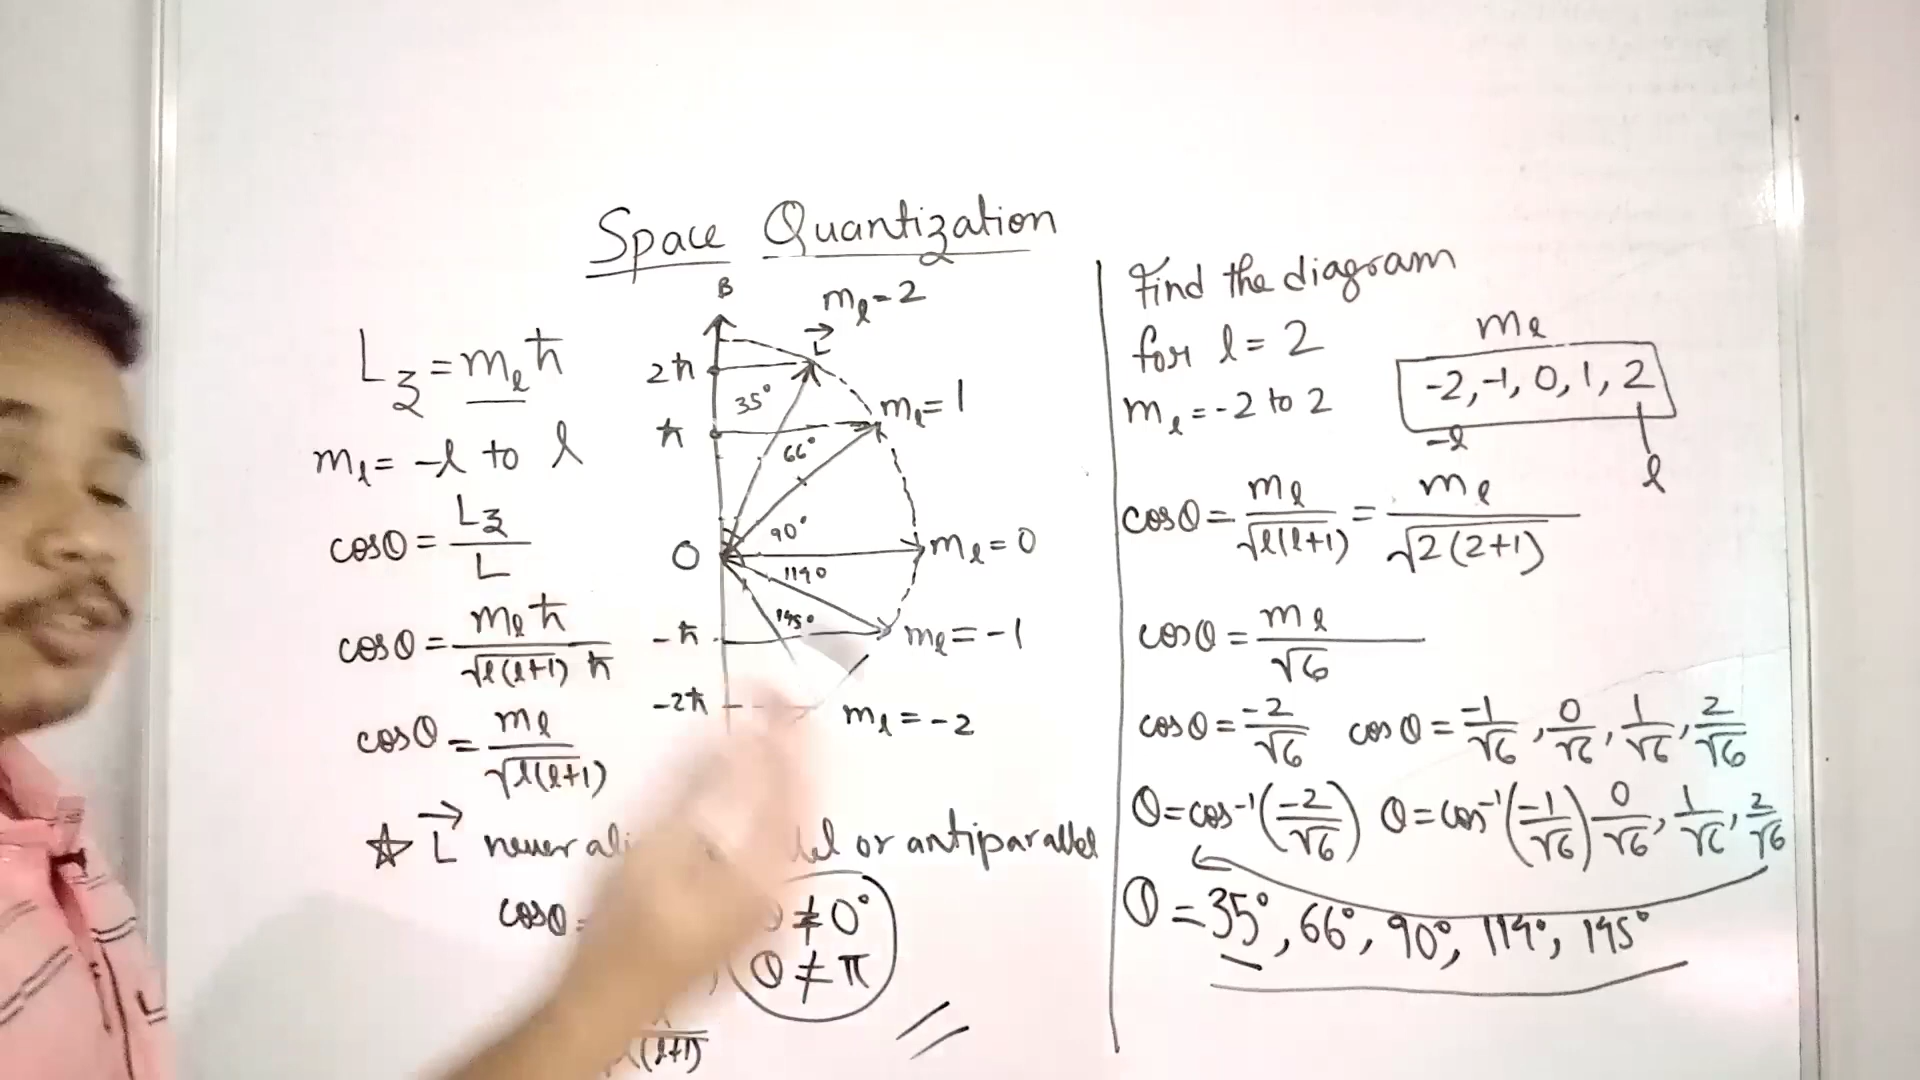 Space Quantization
L_z = m_ℓ ħ
m_ℓ = -ℓ to ℓ
cosθ = L_z / L
cosθ = m_ℓ ħ / √ℓ(ℓ+1) ħ
cosθ = m_ℓ / √ℓ(ℓ+1)
☆ L⃗ never or antiparallel
cosθ =
θ ≠ 0°
θ ≠ π
(ℓ+1)
B
m_ℓ = 2
L⃗
2ħ
35°
ħ
m_ℓ = 1
66°
90°
0
m_ℓ = 0
114°
145°
-ħ
m_ℓ = -1
-2ħ
m_ℓ = -2
Find the diagram
for ℓ = 2
m_ℓ = -2 to 2
m_ℓ
-2, -1, 0, 1, 2
-ℓ
ℓ
cosθ = m_ℓ / √ℓ(ℓ+1) = m_ℓ / √2(2+1)
cosθ = m_ℓ / √6
cosθ = -2/√6 cosθ = -1/√6, 0/√6, 1/√6, 2/√6
θ = cos⁻¹(-2/√6) θ = cos⁻¹(-1/√6) 0/√6, 1/√6, 2/√6
θ = 35°, 66°, 90°, 114°, 145°